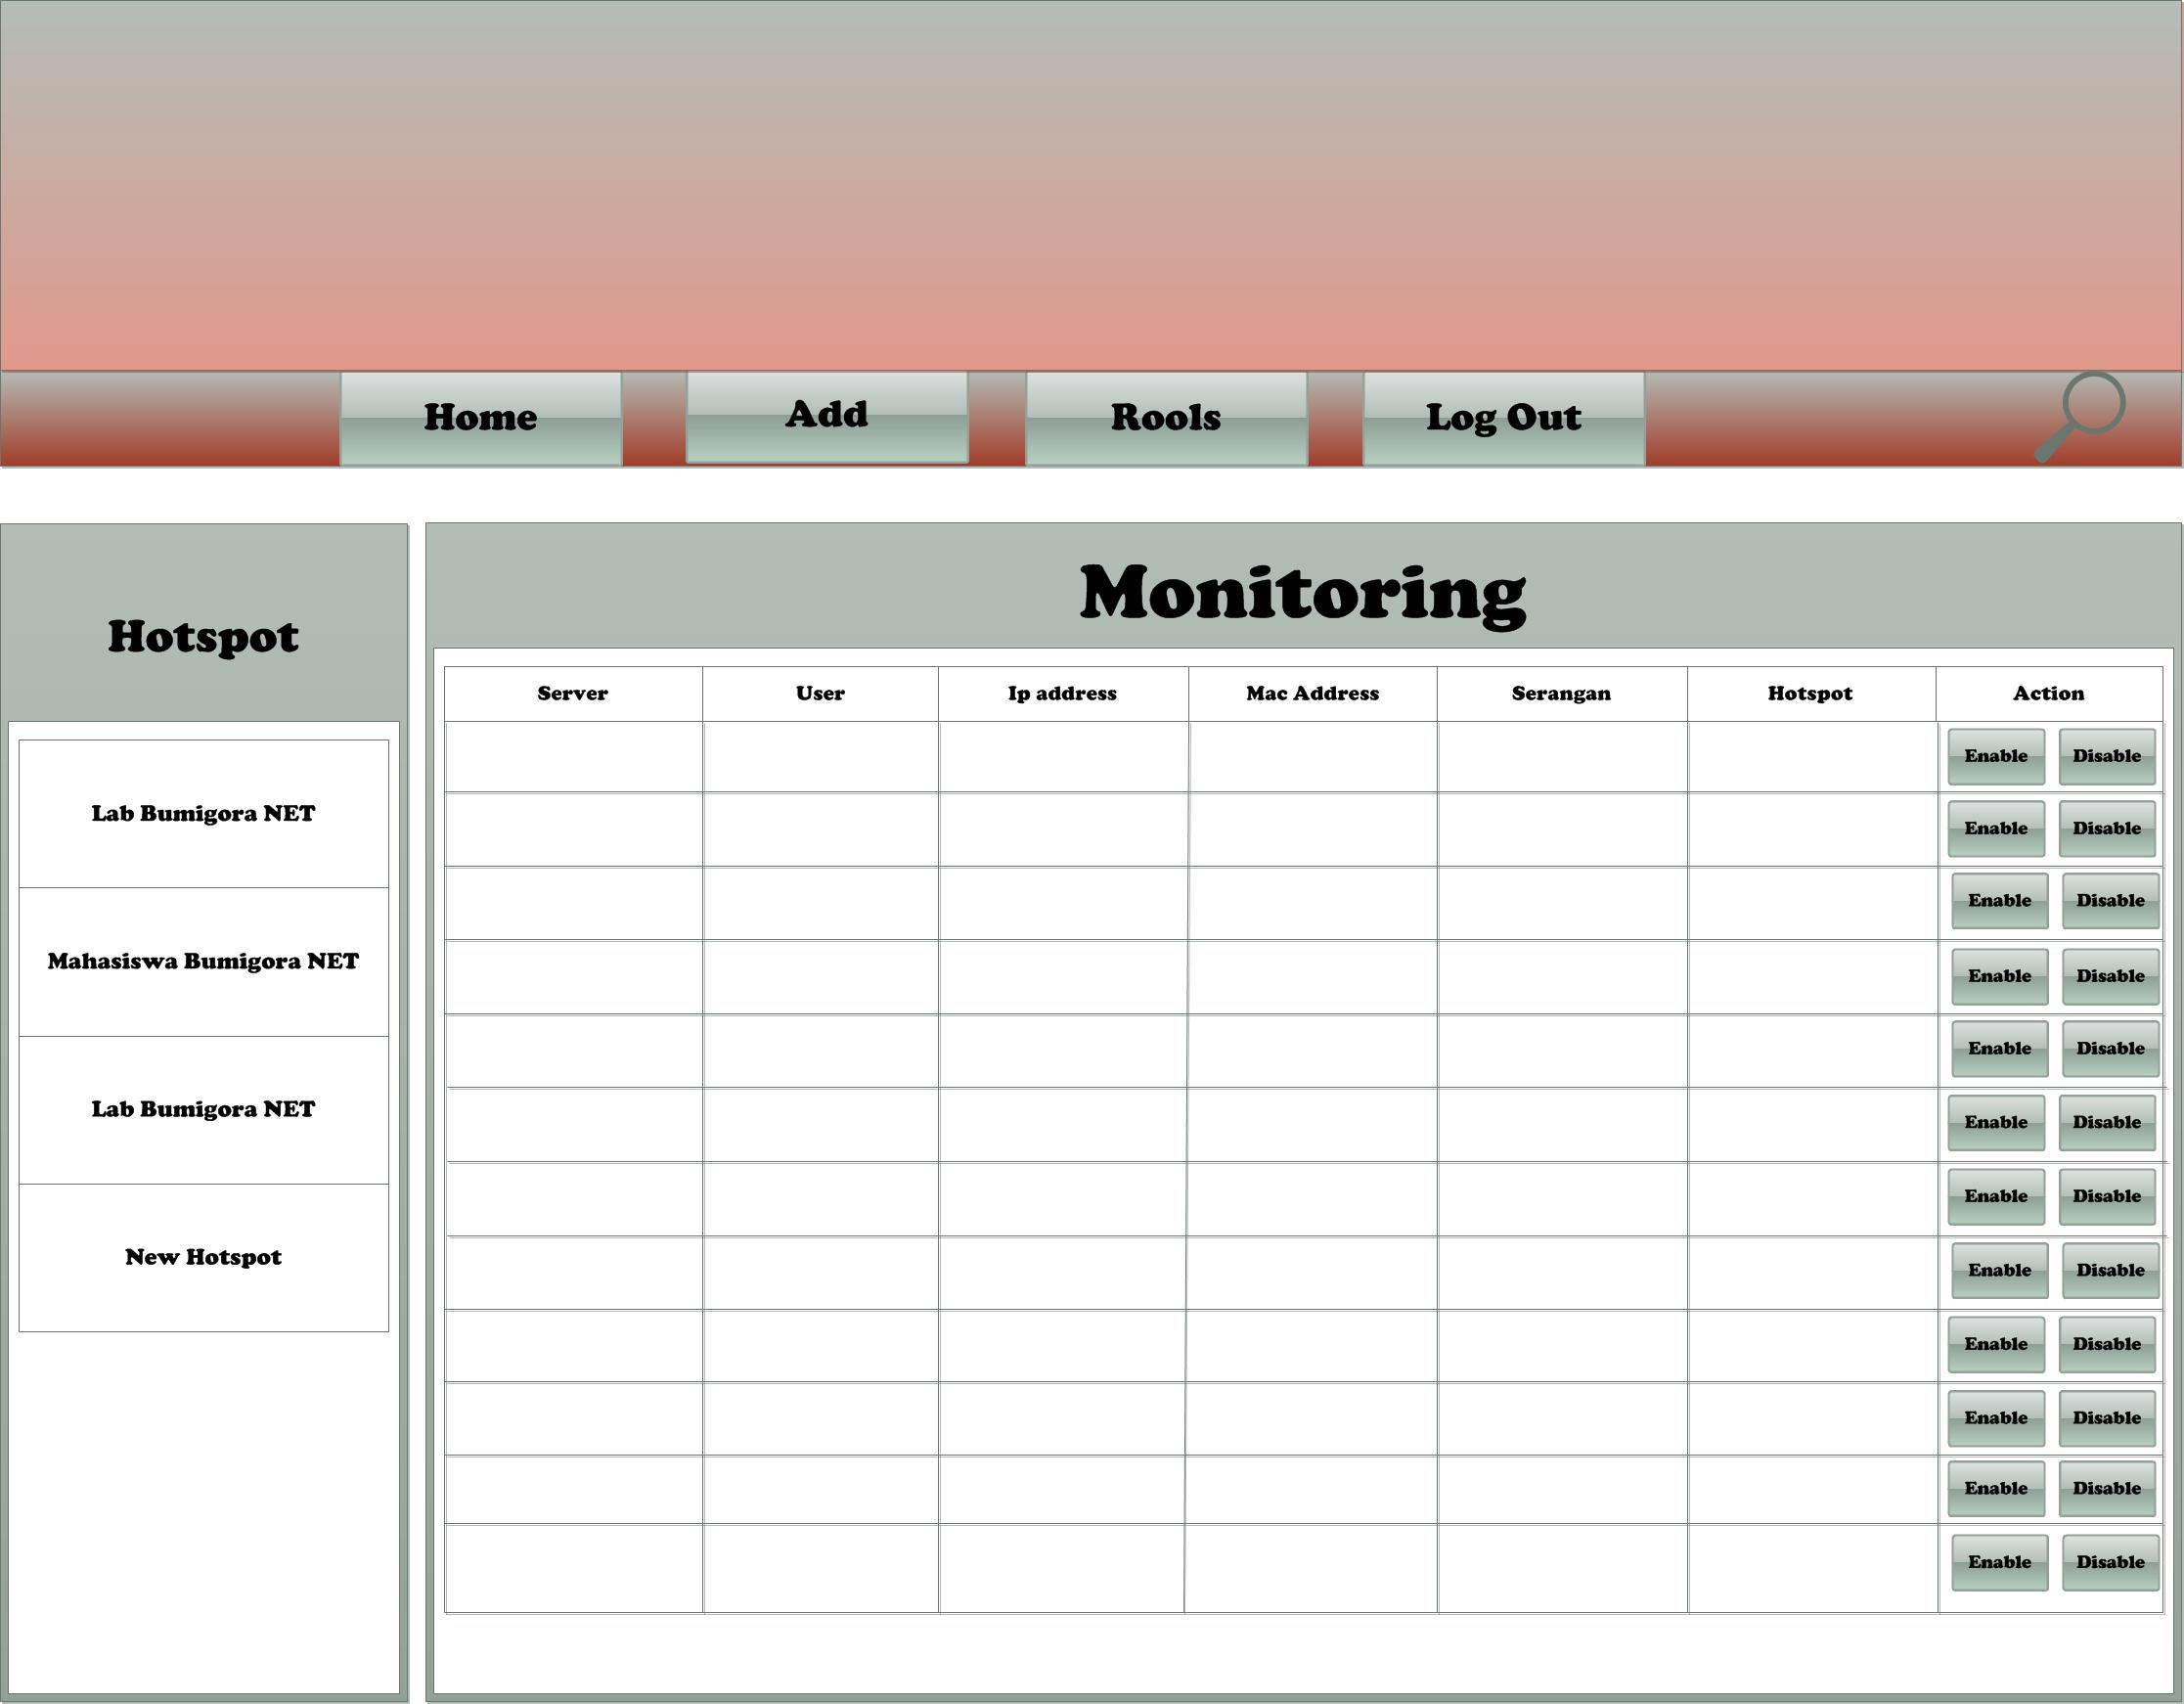 Home Add Rools Log Out
Hotspot
Lab Bumigora NET
Mahasiswa Bumigora NET
Lab Bumigora NET
New Hotspot
Monitoring
Server User Ip address Mac Address Serangan Hotspot Action
Enable Disable
Enable Disable
Enable Disable
Enable Disable
Enable Disable
Enable Disable
Enable Disable
Enable Disable
Enable Disable
Enable Disable
Enable Disable
Enable Disable